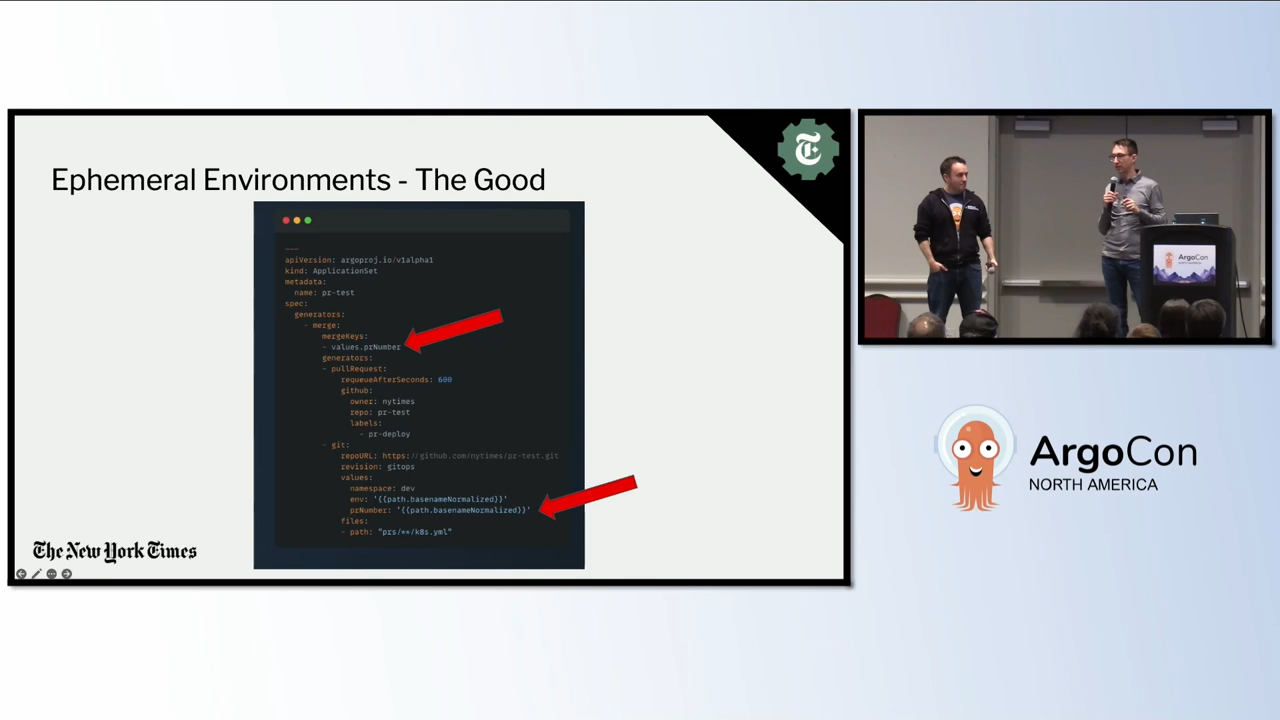 Ephemeral Environments - The Good
---
apiVersion: argoproj.io/v1alpha1
kind: ApplicationSet
metadata:
  name: pr-test
spec:
  generators:
    - merge:
        mergeKeys:
        - values.prNumber
        generators:
        - pullRequest:
            requeueAfterSeconds: 600
            github:
              owner: nytimes
              repo: pr-test
              labels:
                - pr-deploy
        - git:
            repoURL: https://github.com/nytimes/pr-test.git
            revision: gitops
            values:
              namespace: dev
              env: '{{path.basenameNormalized}}'
              prNumber: '{{path.basenameNormalized}}'
            files:
            - path: "prs/**/k8s.yml"
The New York Times
T
ArgoCon
NORTH AMERICA
ArgoCon
NORTH AMERICA